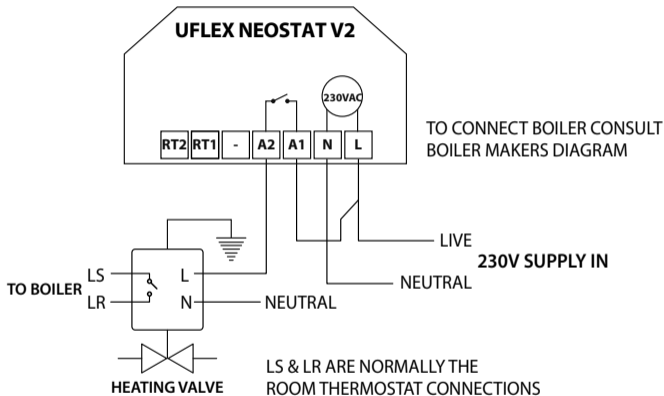 UFLEX NEOSTAT V2
230VAC
RT2 RT1 - A2 A1 N L
TO CONNECT BOILER CONSULT
BOILER MAKERS DIAGRAM
LIVE
230V SUPPLY IN
NEUTRAL
LS L
TO BOILER
LR N NEUTRAL
HEATING VALVE
LS & LR ARE NORMALLY THE
ROOM THERMOSTAT CONNECTIONS